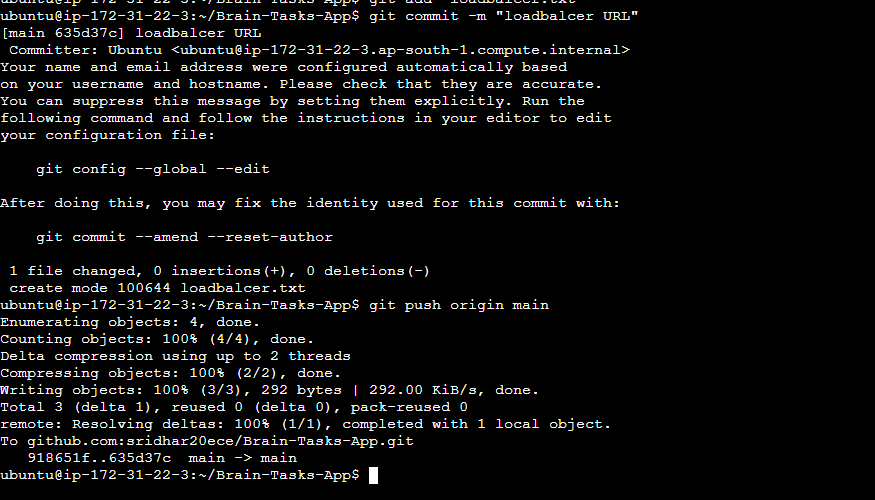 ubuntu@ip-172-31-22-3:~/Brain-Tasks-App$ git add loadbalcer.txt
ubuntu@ip-172-31-22-3:~/Brain-Tasks-App$ git commit -m "loadbalcer URL"
[main 635d37c] loadbalcer URL
 Committer: Ubuntu <ubuntu@ip-172-31-22-3.ap-south-1.compute.internal>
Your name and email address were configured automatically based
on your username and hostname. Please check that they are accurate.
You can suppress this message by setting them explicitly. Run the
following command and follow the instructions in your editor to edit
your configuration file:

    git config --global --edit

After doing this, you may fix the identity used for this commit with:

    git commit --amend --reset-author

 1 file changed, 0 insertions(+), 0 deletions(-)
 create mode 100644 loadbalcer.txt
ubuntu@ip-172-31-22-3:~/Brain-Tasks-App$ git push origin main
Enumerating objects: 4, done.
Counting objects: 100% (4/4), done.
Delta compression using up to 2 threads
Compressing objects: 100% (2/2), done.
Writing objects: 100% (3/3), 292 bytes | 292.00 KiB/s, done.
Total 3 (delta 1), reused 0 (delta 0), pack-reused 0
remote: Resolving deltas: 100% (1/1), completed with 1 local object.
To github.com:sridhar20ece/Brain-Tasks-App.git
   918651f..635d37c  main -> main
ubuntu@ip-172-31-22-3:~/Brain-Tasks-App$